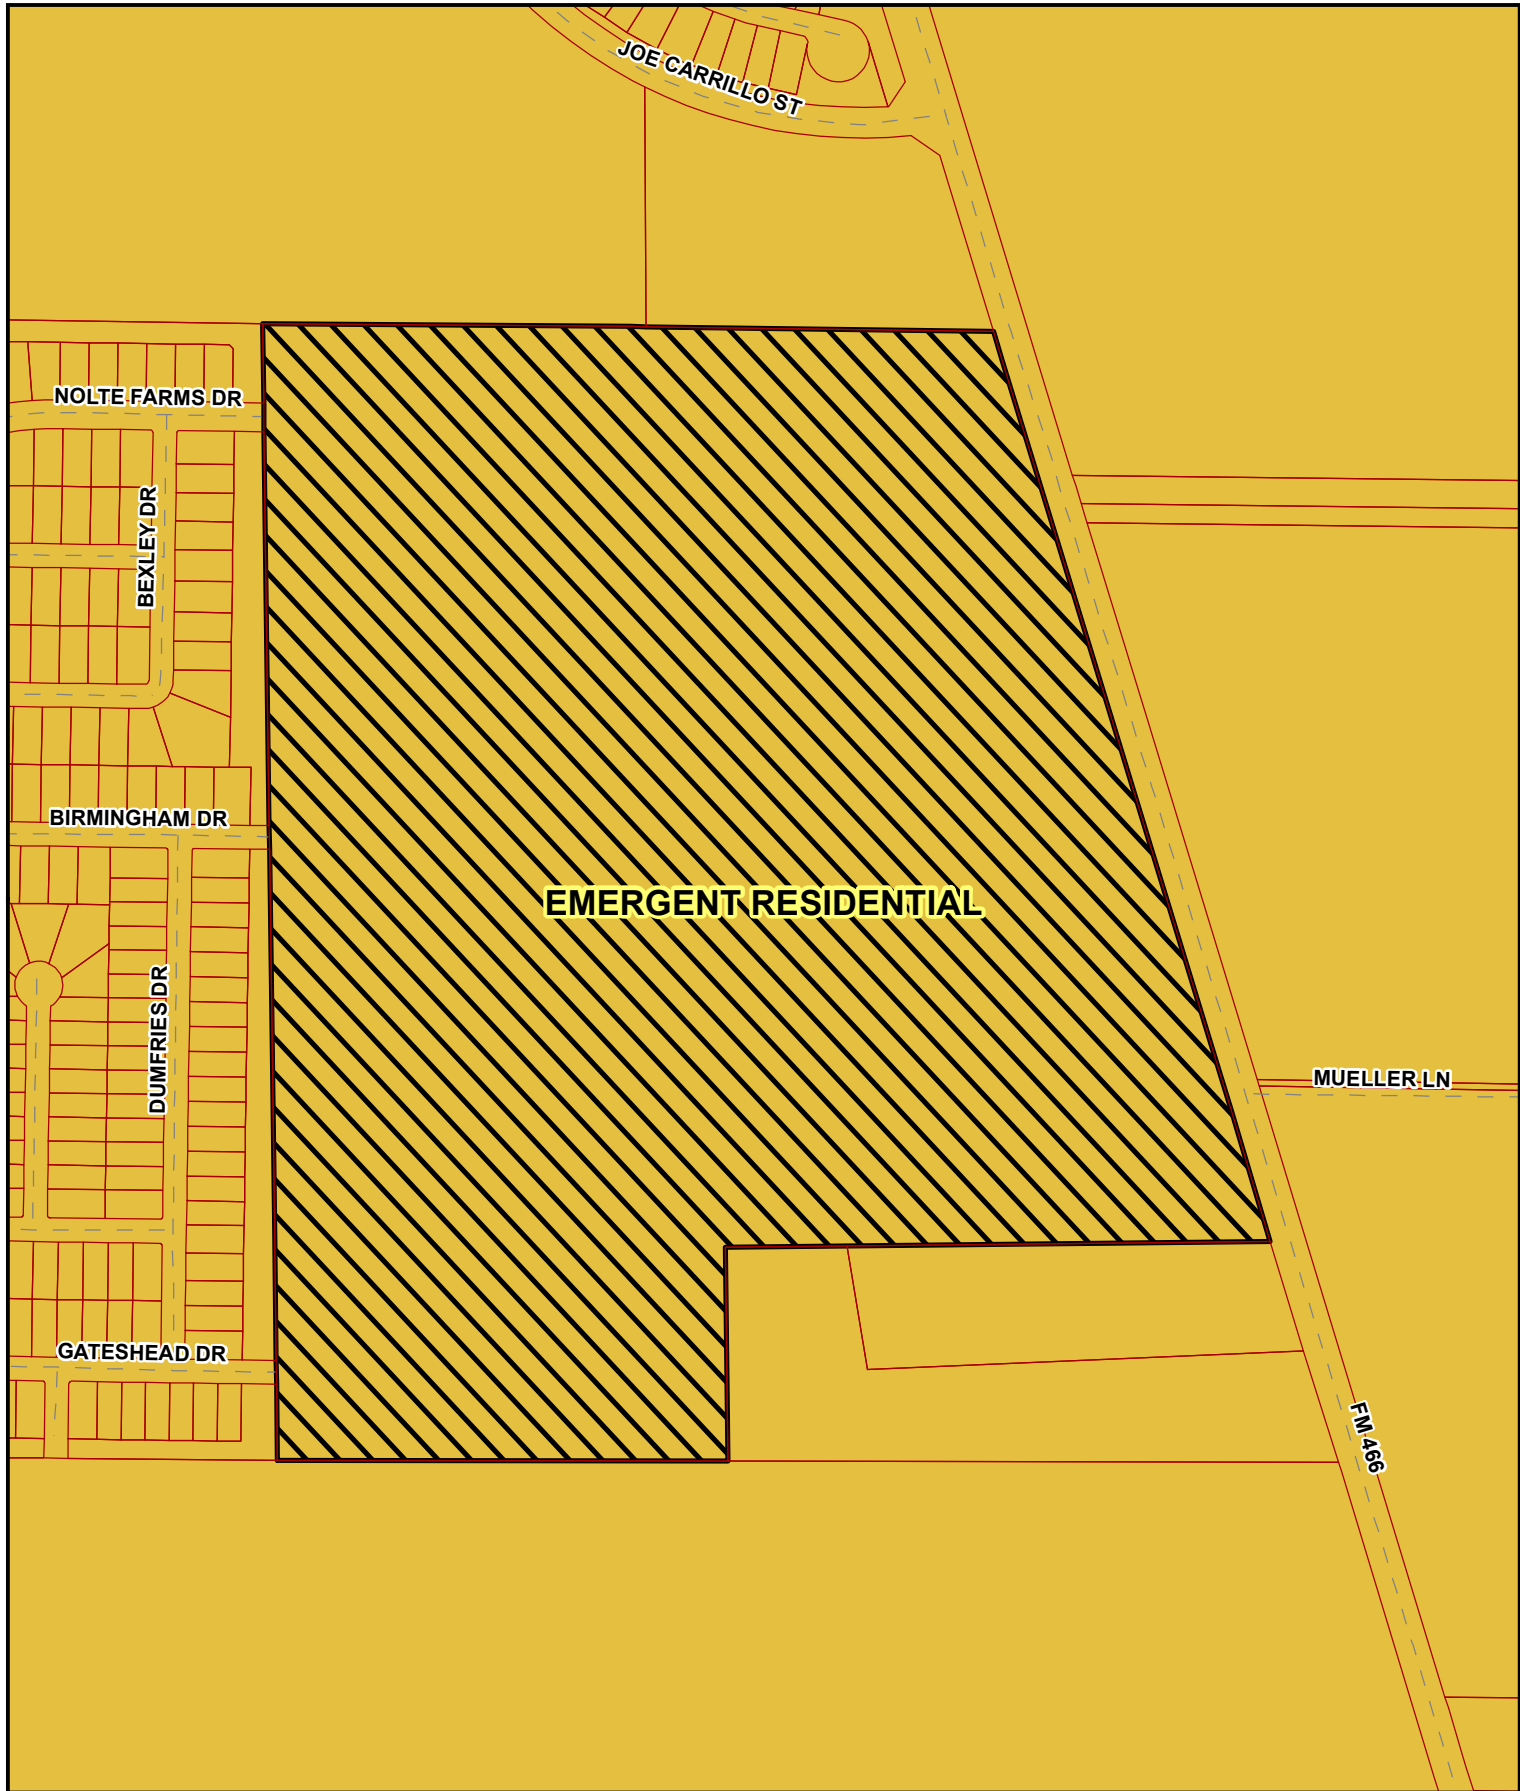 JOE CARRILLO ST
NOLTE FARMS DR
BEXLEY DR
BIRMINGHAM DR
EMERGENT RESIDENTIAL
DUMFRIES DR
MUELLER LN
GATESHEAD DR
FM 466